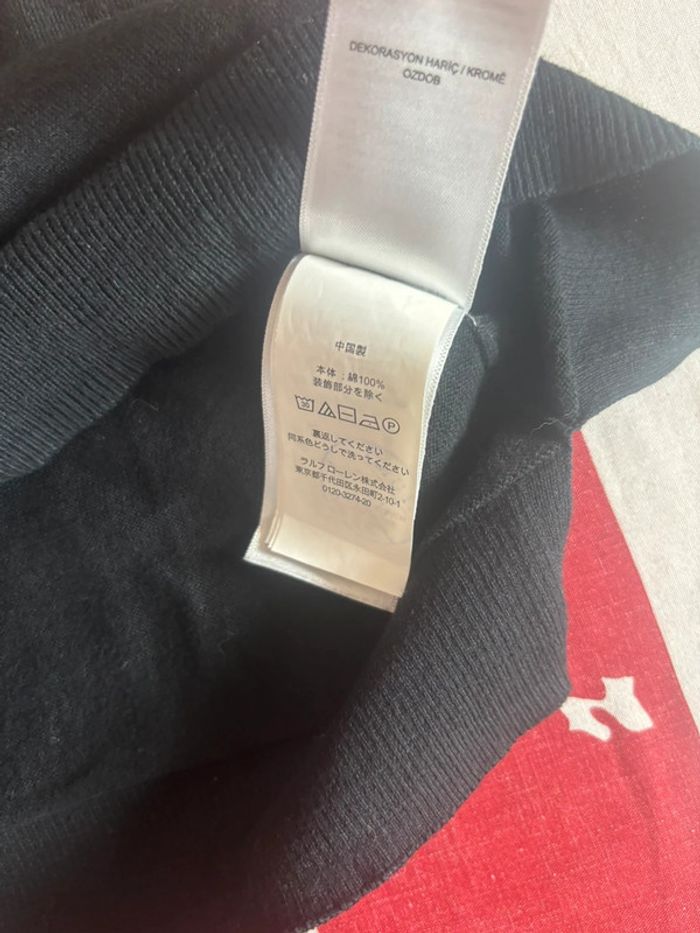 DEKORASYON HARİÇ / KROMĚ
OZDOB
中国製
本体 : 綿100%
装飾部分を除く
30 P
裏返してください
同系色どうしで洗ってください
ラルフ ローレン株式会社
東京都千代田区永田町2-10-1
0120-3274-20